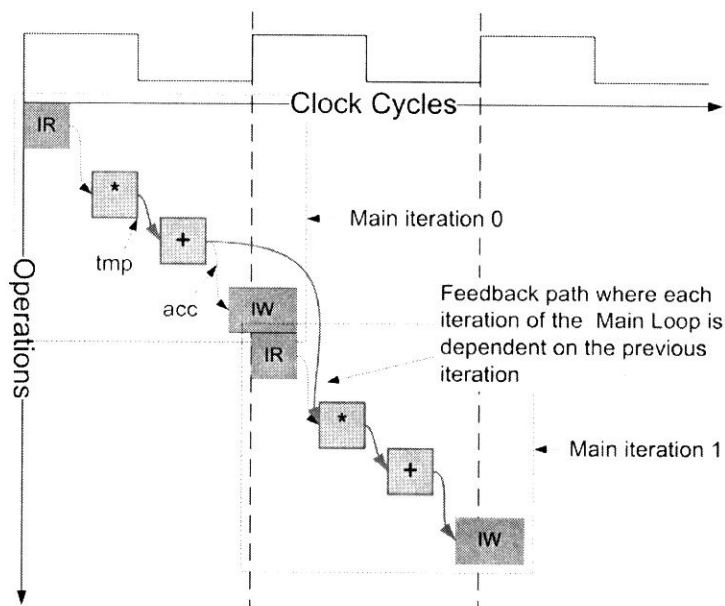 Clock Cycles
IR
*
Main iteration 0
+
tmp
Operations
acc
IW
Feedback path where each
iteration of the Main Loop is
dependent on the previous
iteration
IR
*
Main iteration 1
+
IW